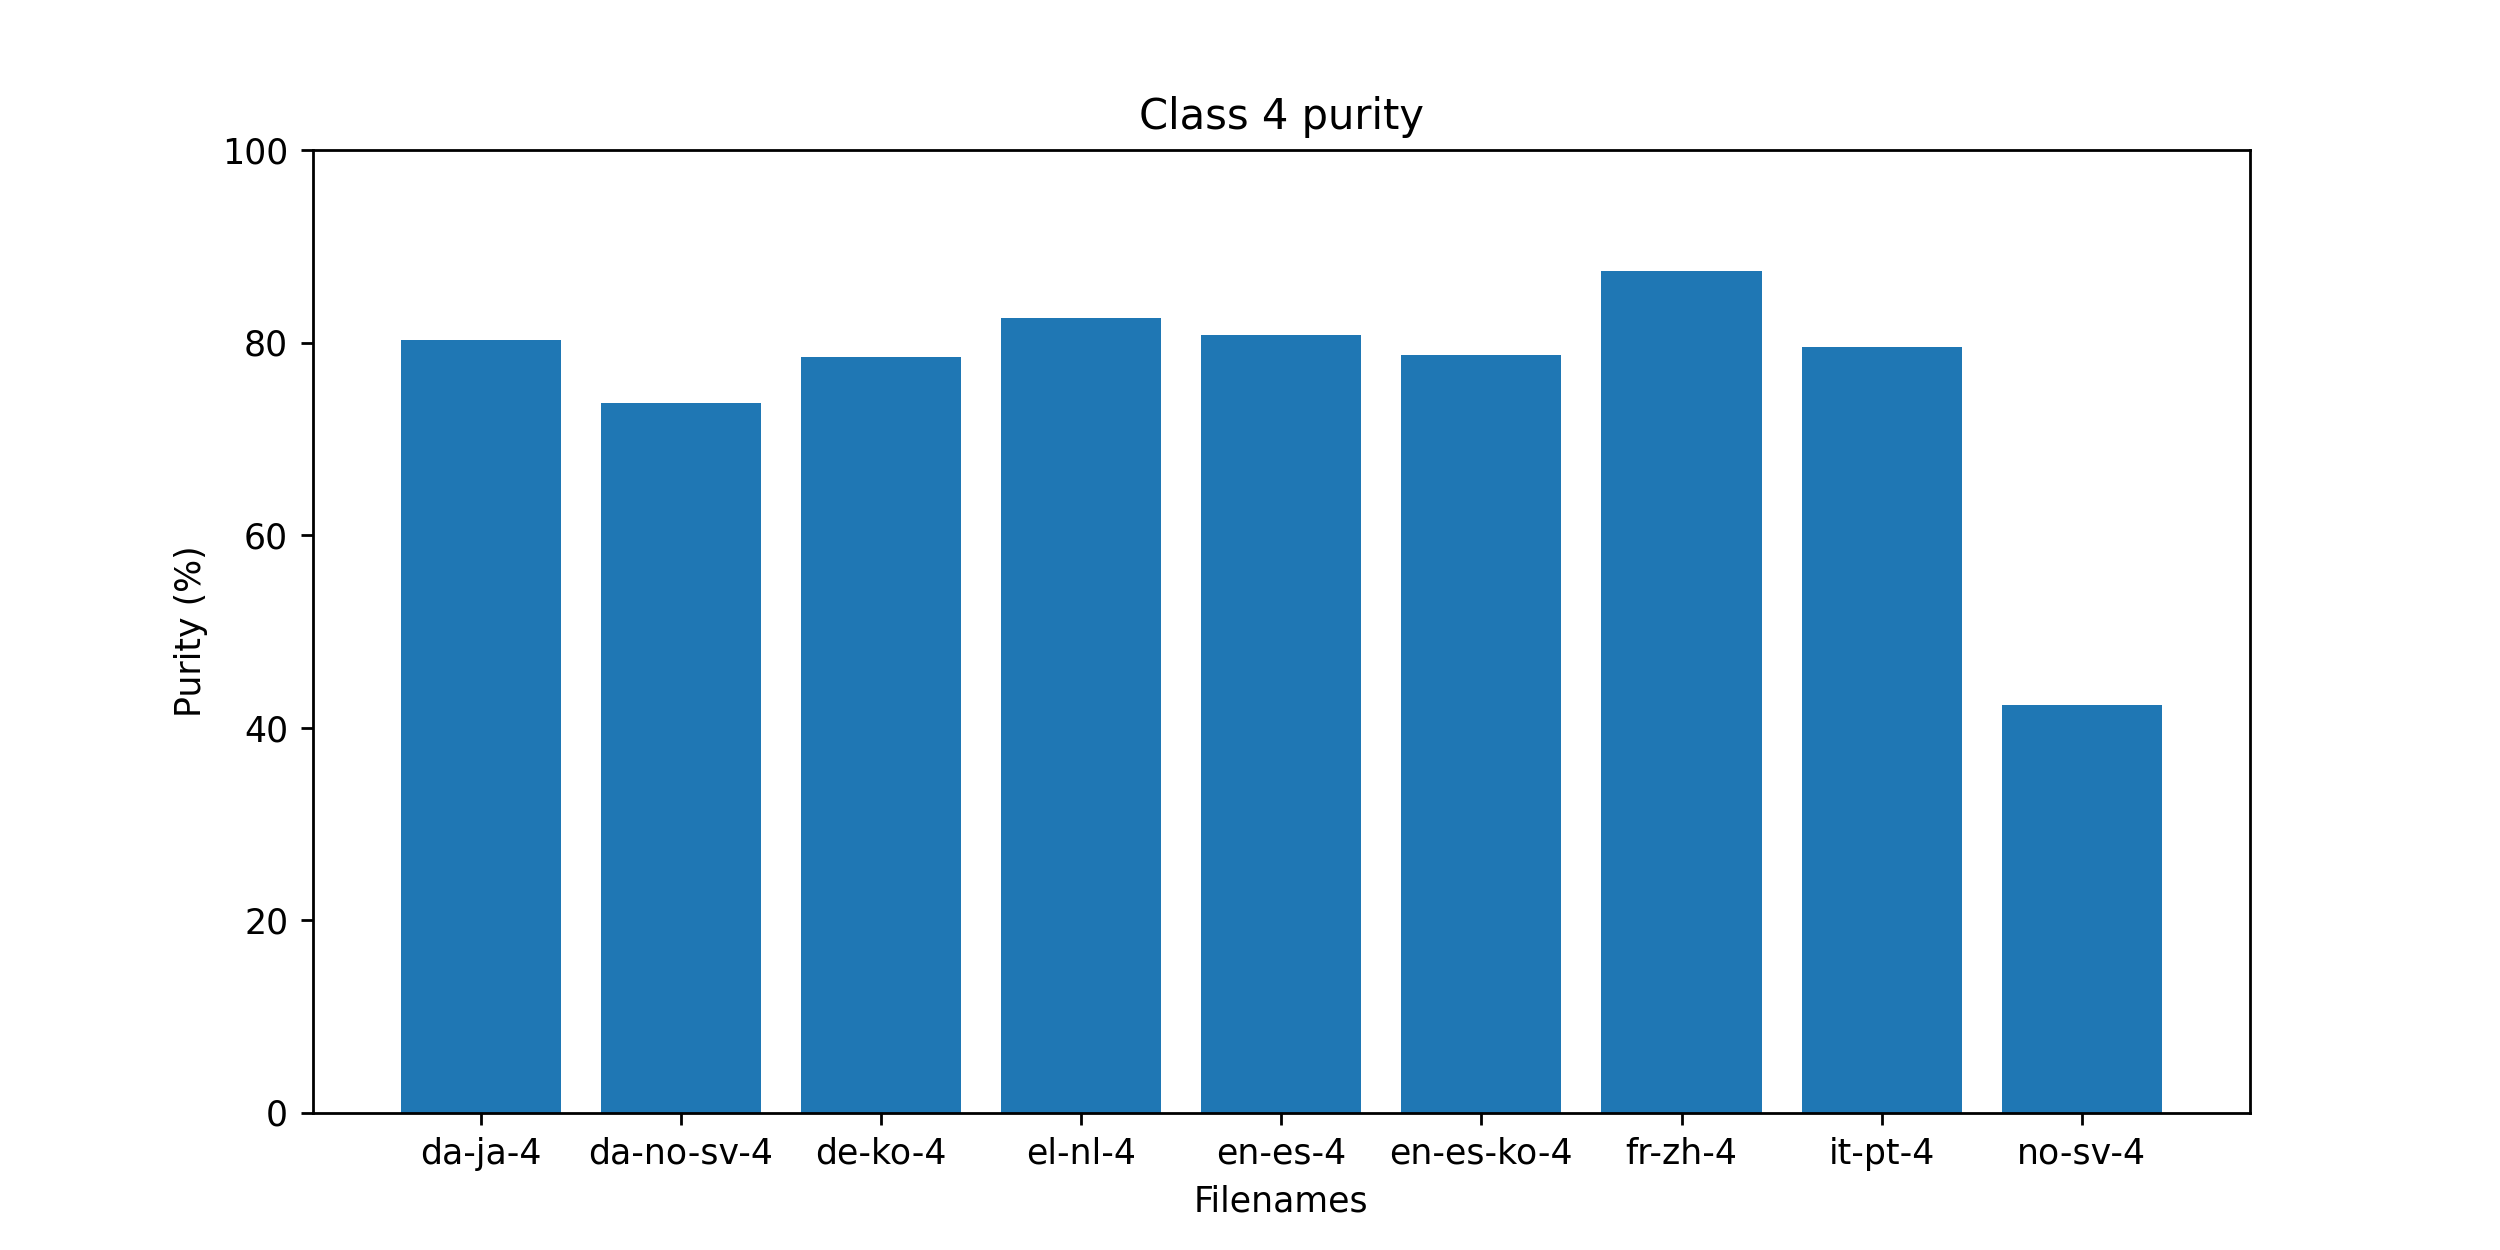 Class 4 purity
100
80
60
40
20
0
Purity (%)
da-ja-4 da-no-sv-4 de-ko-4 el-nl-4 en-es-4 en-es-ko-4 fr-zh-4 it-pt-4 no-sv-4
Filenames